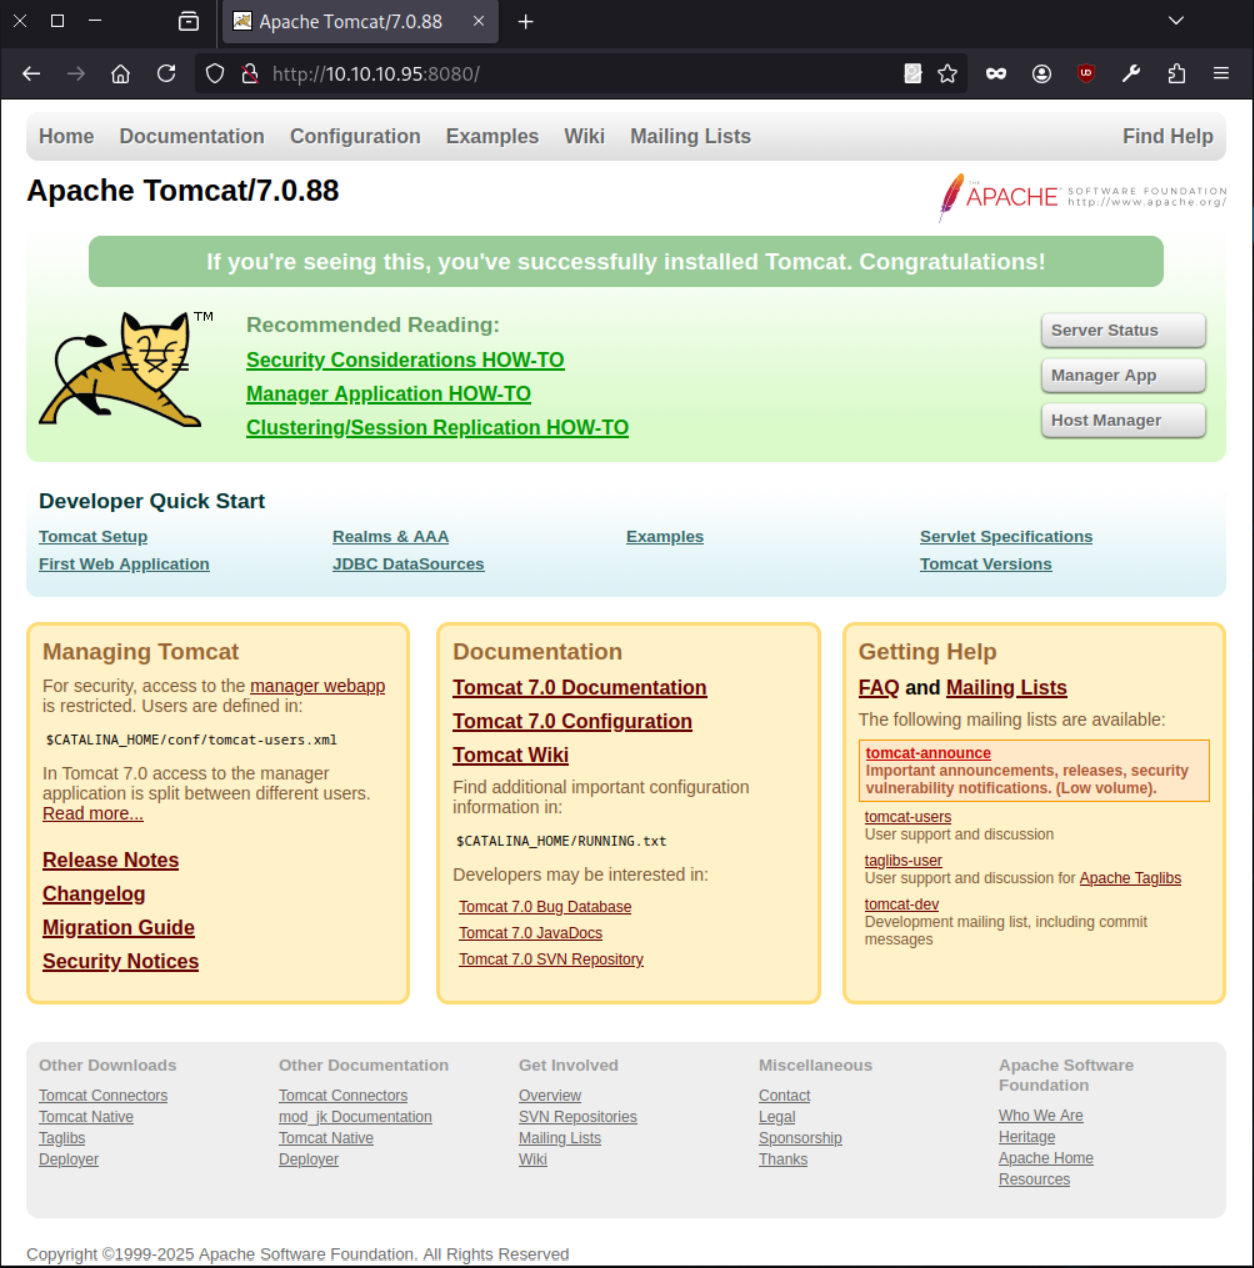 Apache Tomcat/7.0.88
http://10.10.10.95:8080/
Home Documentation Configuration Examples Wiki Mailing Lists Find Help
Apache Tomcat/7.0.88
THE
APACHE SOFTWARE FOUNDATION
http://www.apache.org/
If you're seeing this, you've successfully installed Tomcat. Congratulations!
TM
Recommended Reading:
Security Considerations HOW-TO
Manager Application HOW-TO
Clustering/Session Replication HOW-TO
Server Status
Manager App
Host Manager
Developer Quick Start
Tomcat Setup
First Web Application
Realms & AAA
JDBC DataSources
Examples
Servlet Specifications
Tomcat Versions
Managing Tomcat
For security, access to the manager webapp
is restricted. Users are defined in:
$CATALINA_HOME/conf/tomcat-users.xml
In Tomcat 7.0 access to the manager
application is split between different users.
Read more...
Release Notes
Changelog
Migration Guide
Security Notices
Documentation
Tomcat 7.0 Documentation
Tomcat 7.0 Configuration
Tomcat Wiki
Find additional important configuration
information in:
$CATALINA_HOME/RUNNING.txt
Developers may be interested in:
Tomcat 7.0 Bug Database
Tomcat 7.0 JavaDocs
Tomcat 7.0 SVN Repository
Getting Help
FAQ and Mailing Lists
The following mailing lists are available:
tomcat-announce
Important announcements, releases, security
vulnerability notifications. (Low volume).
tomcat-users
User support and discussion
taglibs-user
User support and discussion for Apache Taglibs
tomcat-dev
Development mailing list, including commit
messages
Other Downloads
Tomcat Connectors
Tomcat Native
Taglibs
Deployer
Other Documentation
Tomcat Connectors
mod_jk Documentation
Tomcat Native
Deployer
Get Involved
Overview
SVN Repositories
Mailing Lists
Wiki
Miscellaneous
Contact
Legal
Sponsorship
Thanks
Apache Software
Foundation
Who We Are
Heritage
Apache Home
Resources
Copyright ©1999-2025 Apache Software Foundation. All Rights Reserved